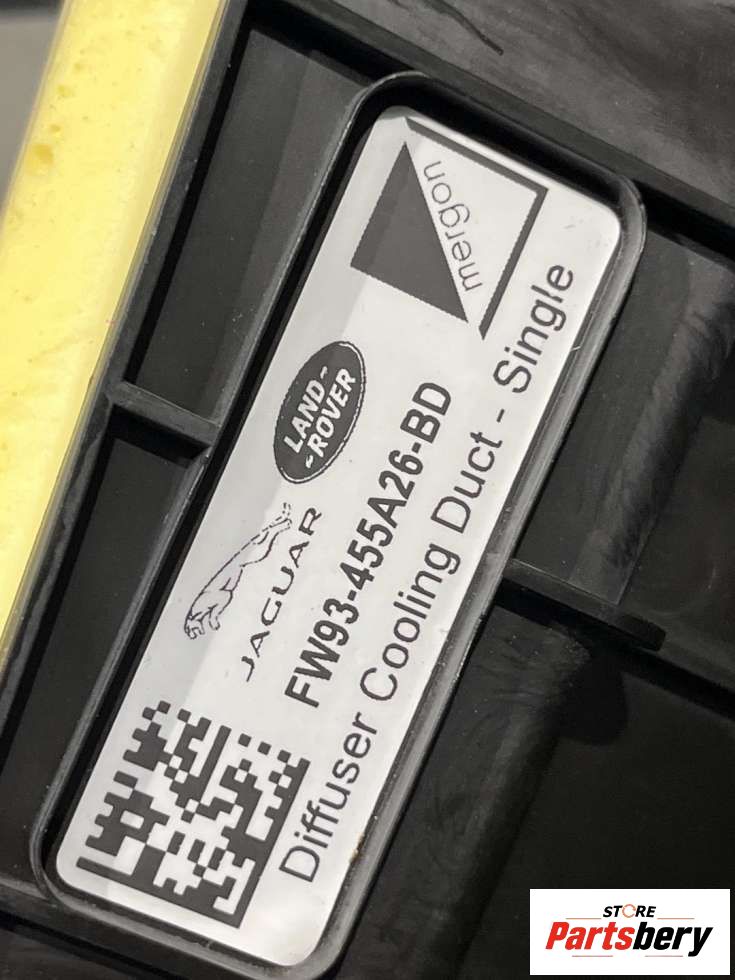 mergon
LAND-
-ROVER
JAGUAR
FW93-455A26-BD
Diffuser Cooling Duct - Single
STORE
Partsbery